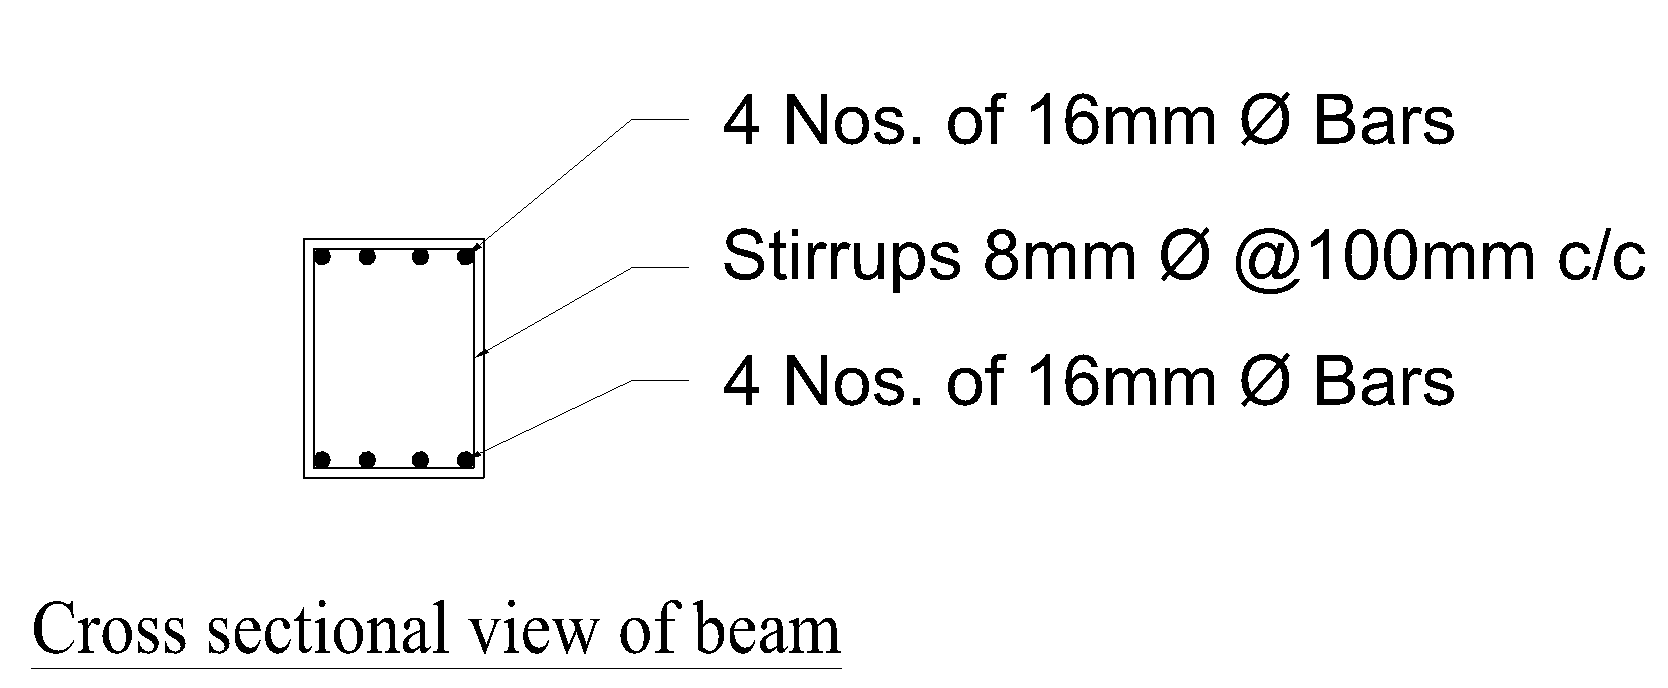 4 Nos. of 16mm Ø Bars
Stirrups 8mm Ø @100mm c/c
4 Nos. of 16mm Ø Bars
Cross sectional view of beam